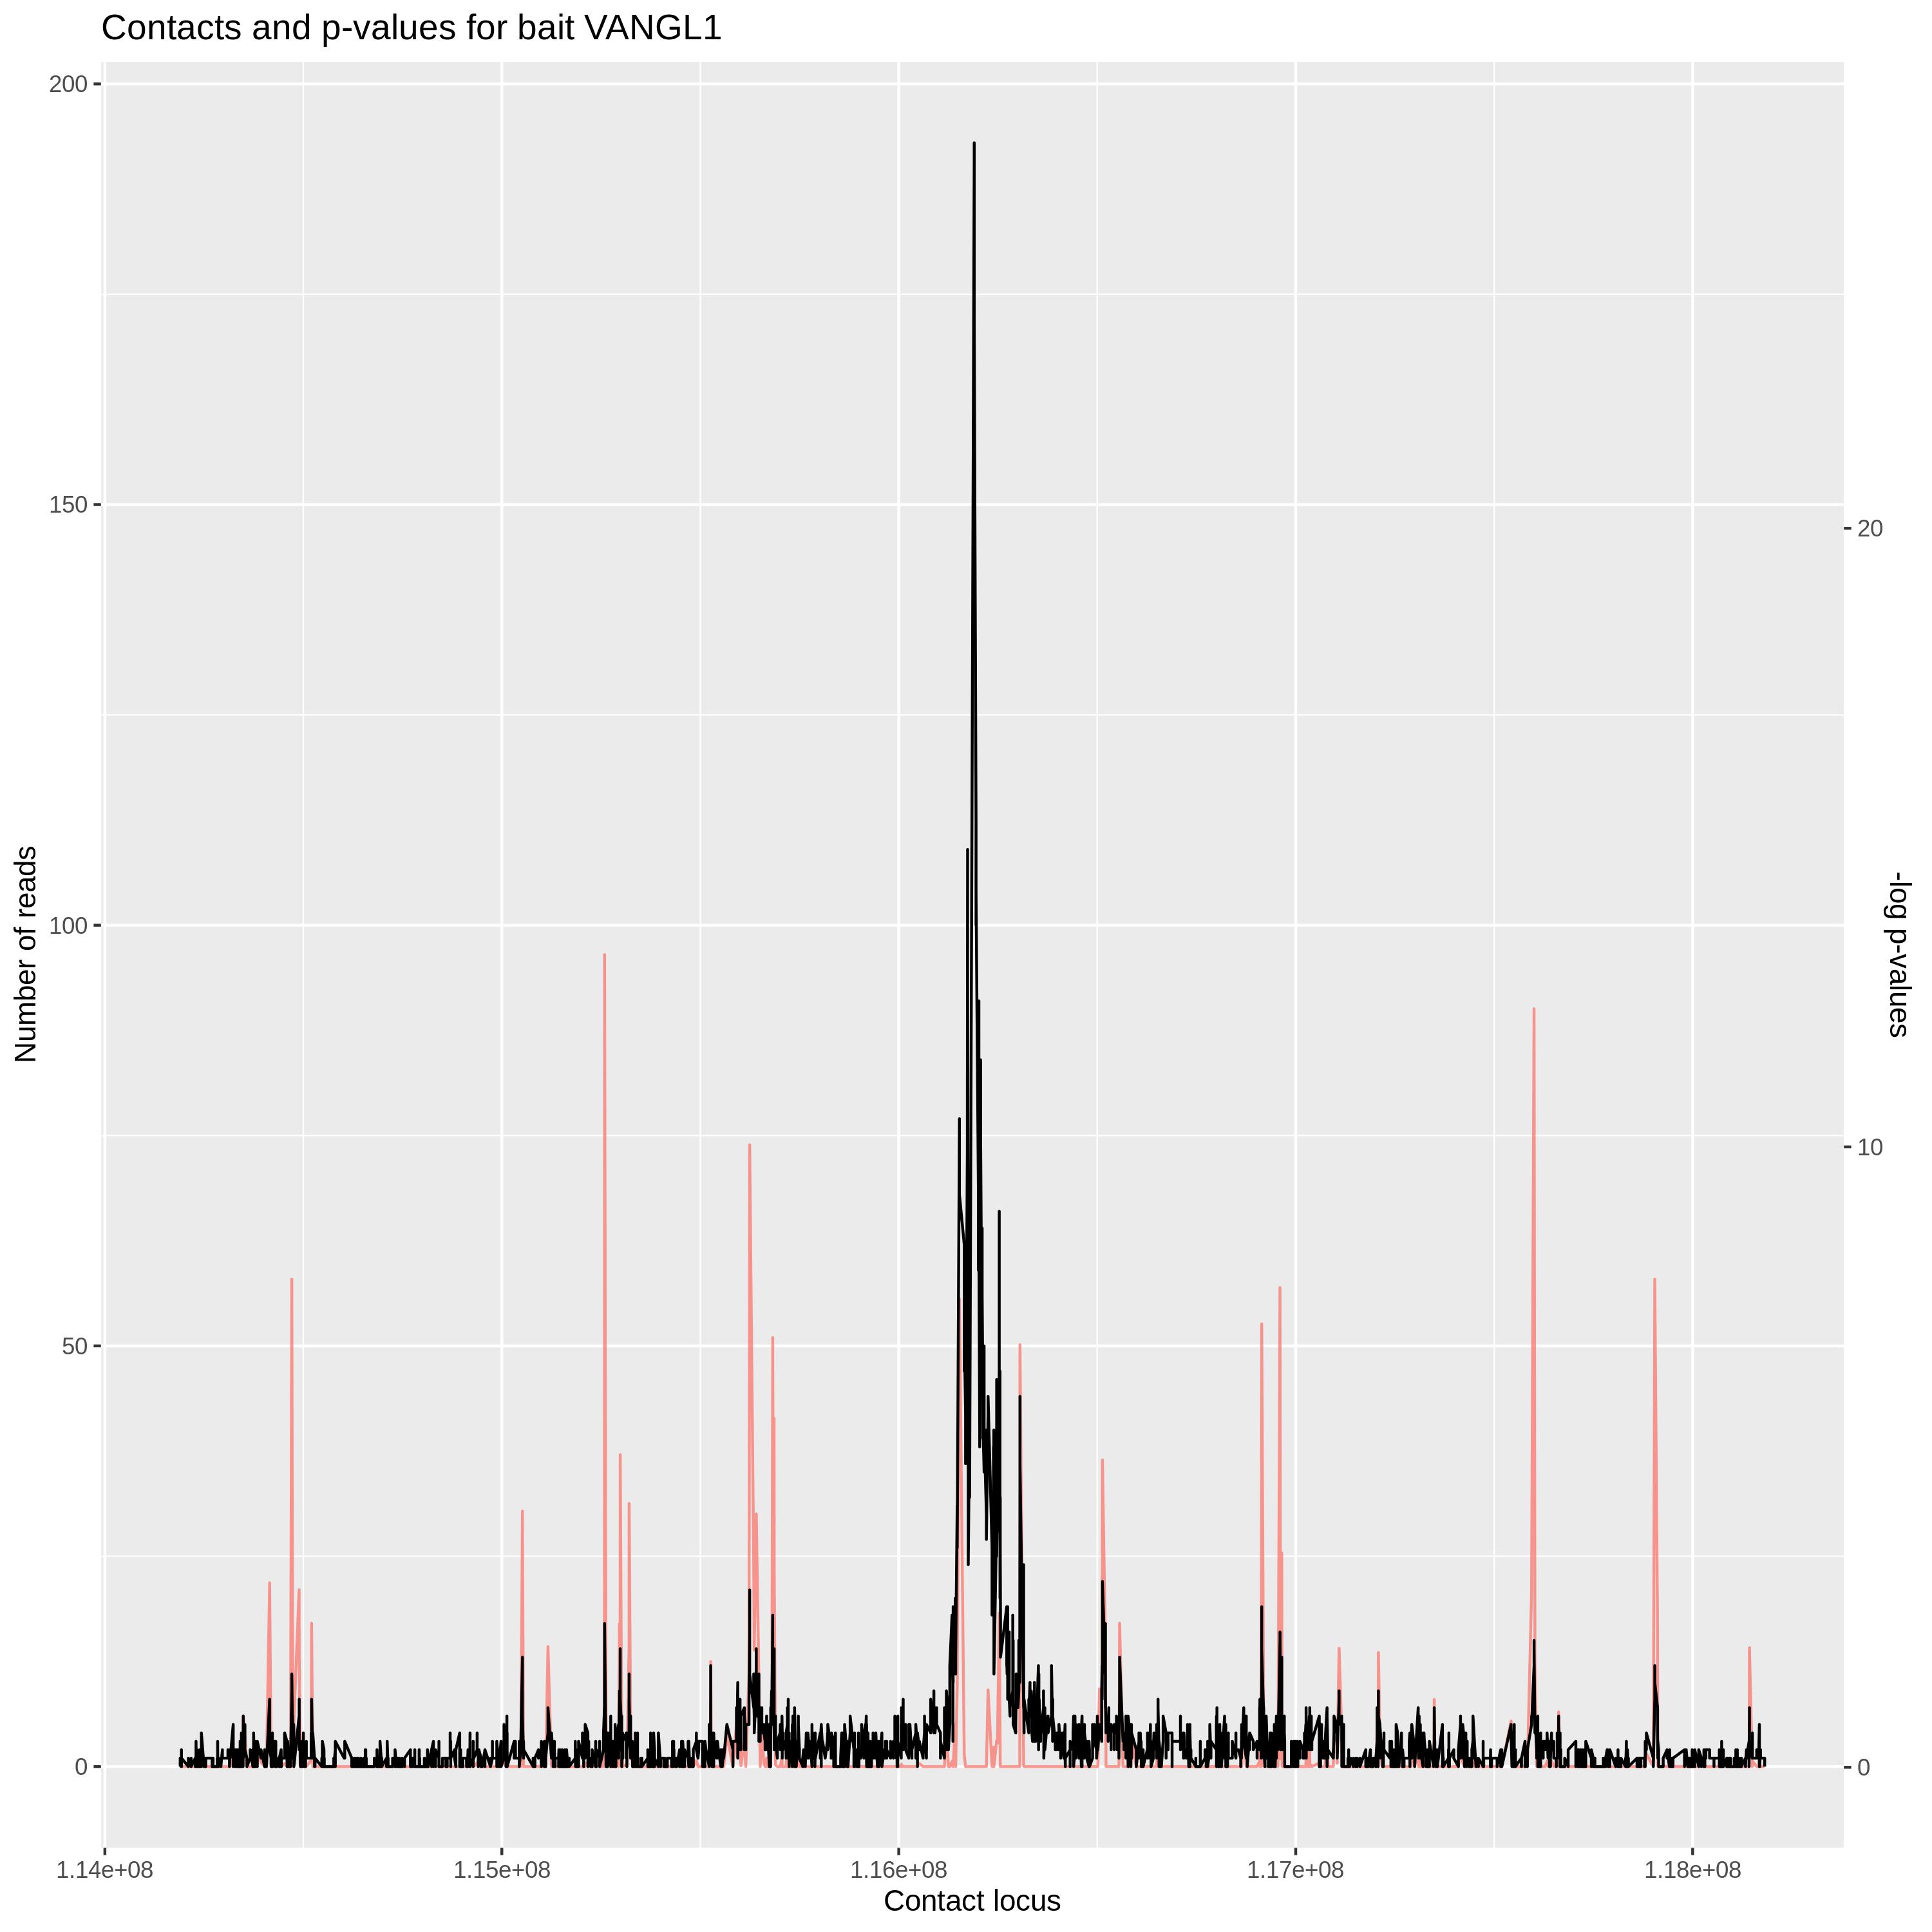 Contacts and p-values for bait VANGL1
200
150
100
50
0
Number of reads
20
10
0
-log p-values
1.14e+08
1.15e+08
1.16e+08
1.17e+08
1.18e+08
Contact locus